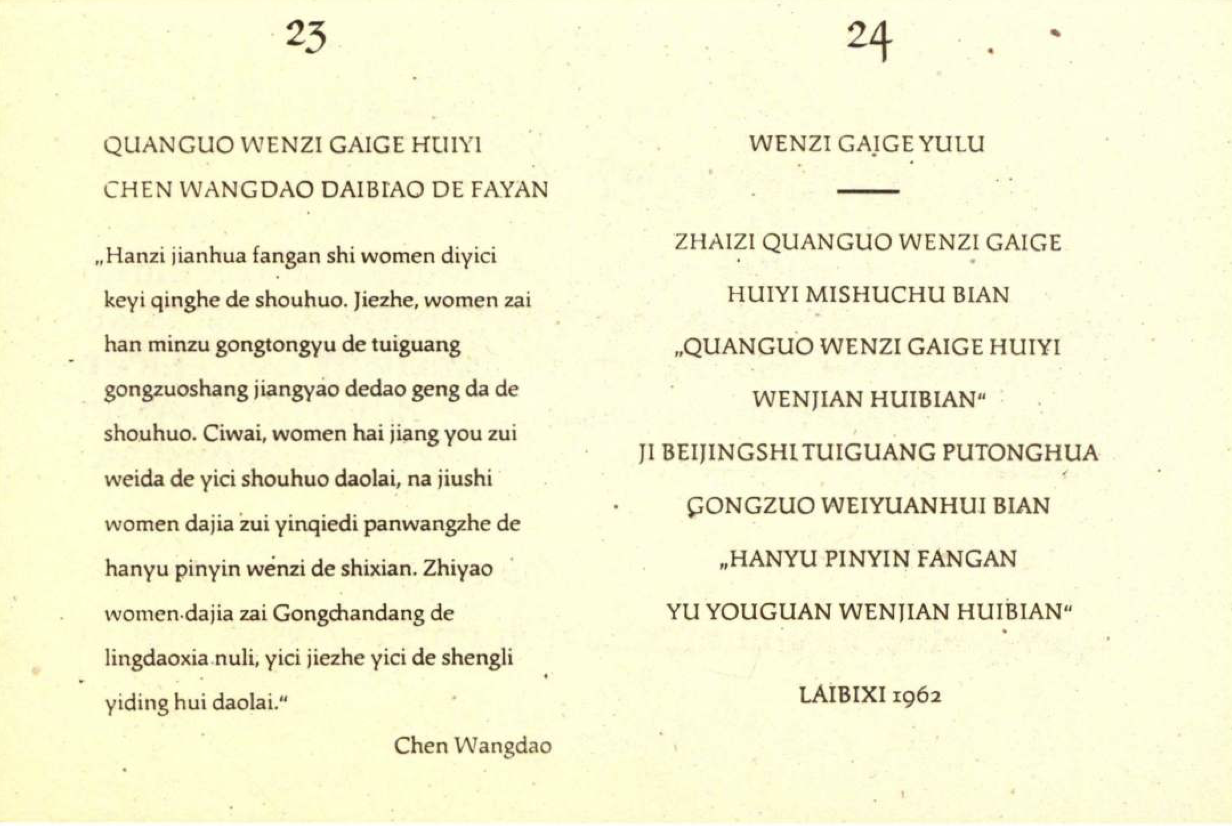 23
QUANGUO WENZI GAIGE HUIYI
CHEN WANGDAO DAIBIAO DE FAYAN
„Hanzi jianhua fangan shi women diyici
keyi qinghe de shouhuo. Jiezhe, women zai
han minzu gongtongyu de tuiguang
gongzuoshang jiangyao dedao geng da de
shouhuo. Ciwai, women hai jiang you zui
weida de yici shouhuo daolai, na jiushi
women dajia zui yinqiedi panwangzhe de
hanyu pinyin wenzi de shixian. Zhiyao
women dajia zai Gongchandang de
lingdaoxia nuli, yici jiezhe yici de shengli
yiding hui daolai.“
Chen Wangdao
24
WENZI GAIGE YULU
ZHAIZI QUANGUO WENZI GAIGE
HUIYI MISHUCHU BIAN
„QUANGUO WENZI GAIGE HUIYI
WENJIAN HUIBIAN“
JI BEIJINGSHI TUIGUANG PUTONGHUA
GONGZUO WEIYUANHUI BIAN
„HANYU PINYIN FANGAN
YU YOUGUAN WENJIAN HUIBIAN“
LAIBIXI 1962